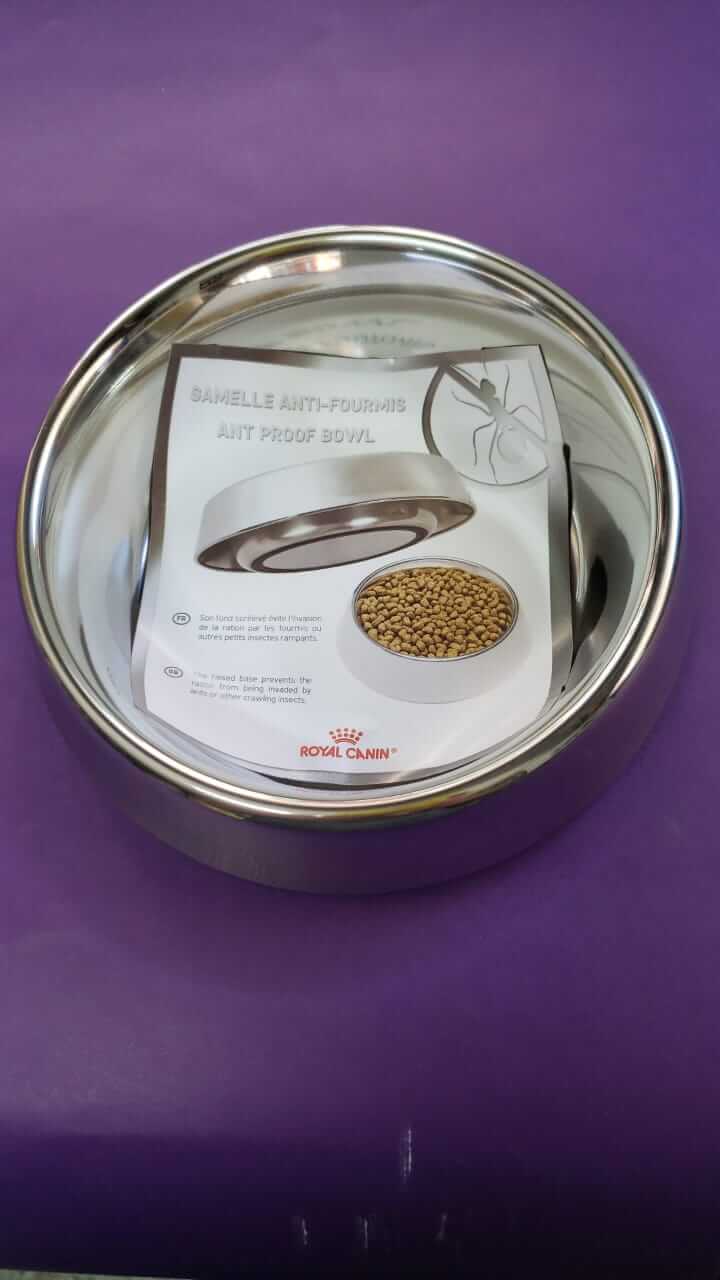 GAMELLE ANTI-FOURMIS
ANT PROOF BOWL
FR
Son fond surélevé évite l'invasion
de la ration par les fourmis ou
autres petits insectes rampants.
GB
The raised base prevents the
ration from being invaded by
ants or other crawling insects.
ROYAL CANIN®